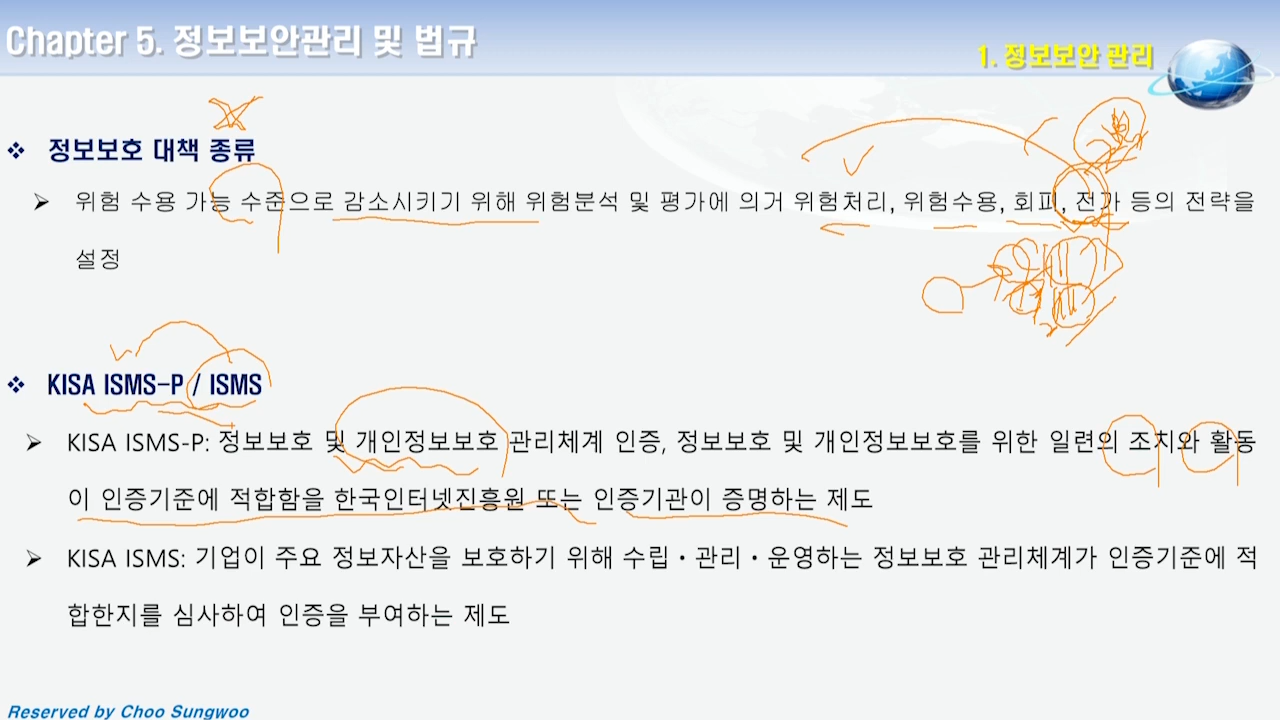 Chapter 5. 정보보안관리 및 법규
1. 정보보안 관리
❖ 정보보호 대책 종류
➢ 위험 수용 가능 수준으로 감소시키기 위해 위험분석 및 평가에 의거 위험처리, 위험수용, 회피, 전가 등의 전략을
설정
❖ KISA ISMS-P / ISMS
➢ KISA ISMS-P: 정보보호 및 개인정보보호 관리체계 인증, 정보보호 및 개인정보보호를 위한 일련의 조치와 활동
이 인증기준에 적합함을 한국인터넷진흥원 또는 인증기관이 증명하는 제도
➢ KISA ISMS: 기업이 주요 정보자산을 보호하기 위해 수립・관리・운영하는 정보보호 관리체계가 인증기준에 적
합한지를 심사하여 인증을 부여하는 제도
Reserved by Choo Sungwoo